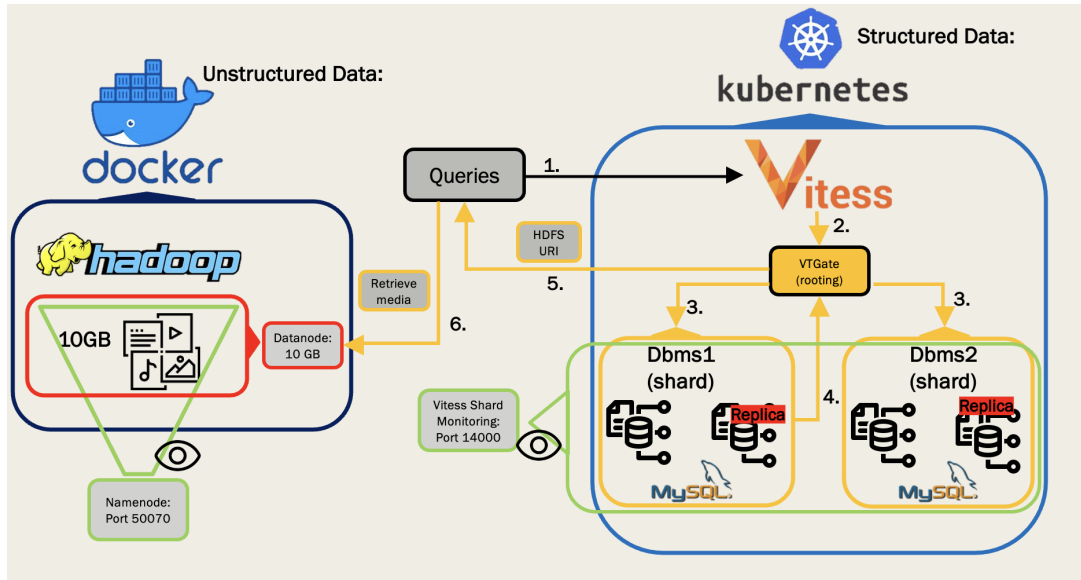 Unstructured Data:
docker
hadoop
10GB
Datanode:
10 GB
Namenode:
Port 50070
Retrieve
media
6.
Queries
1.
HDFS
URI
5.
Structured Data:
kubernetes
Vitess
2.
VTGate
(rooting)
3.
3.
Dbms1
(shard)
Replica
MySQL.
4.
Dbms2
(shard)
Replica
MySQL.
Vitess Shard
Monitoring:
Port 14000